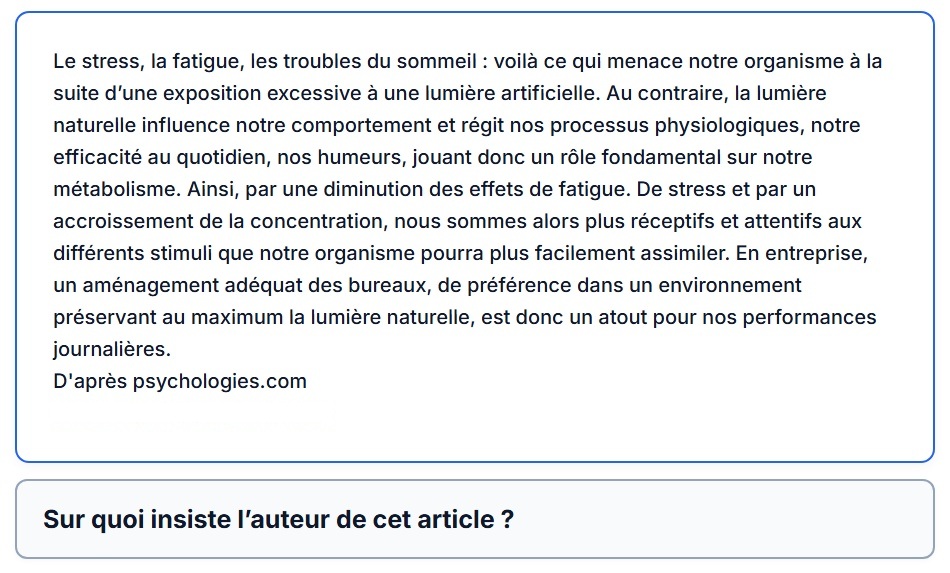 Le stress, la fatigue, les troubles du sommeil : voilà ce qui menace notre organisme à la
suite d’une exposition excessive à une lumière artificielle. Au contraire, la lumière
naturelle influence notre comportement et régit nos processus physiologiques, notre
efficacité au quotidien, nos humeurs, jouant donc un rôle fondamental sur notre
métabolisme. Ainsi, par une diminution des effets de fatigue. De stress et par un
accroissement de la concentration, nous sommes alors plus réceptifs et attentifs aux
différents stimuli que notre organisme pourra plus facilement assimiler. En entreprise,
un aménagement adéquat des bureaux, de préférence dans un environnement
préservant au maximum la lumière naturelle, est donc un atout pour nos performances
journalières.
D'après psychologies.com
Sur quoi insiste l’auteur de cet article ?